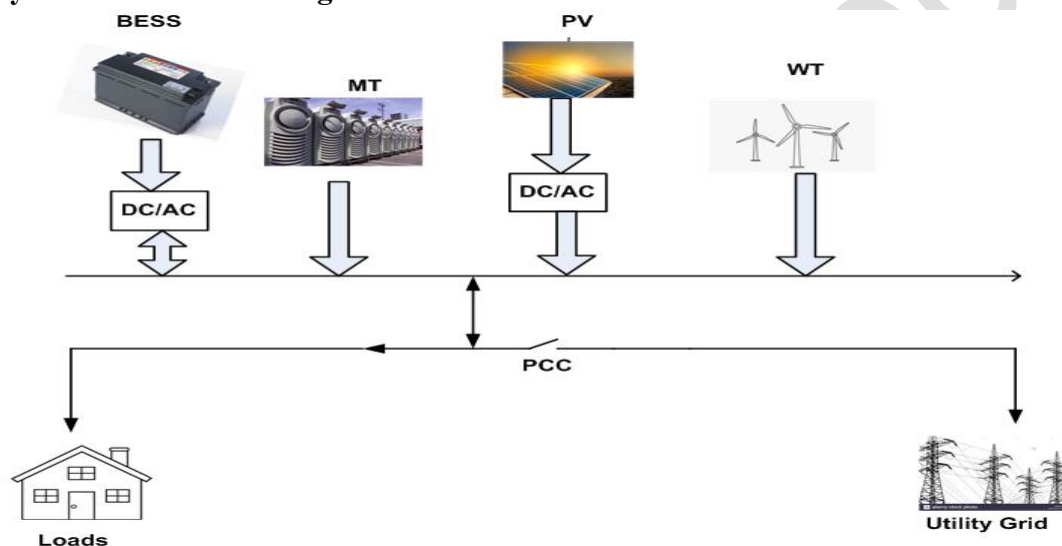 BESS
PV
MT
WT
DC/AC
DC/AC
PCC
Loads
Utility Grid